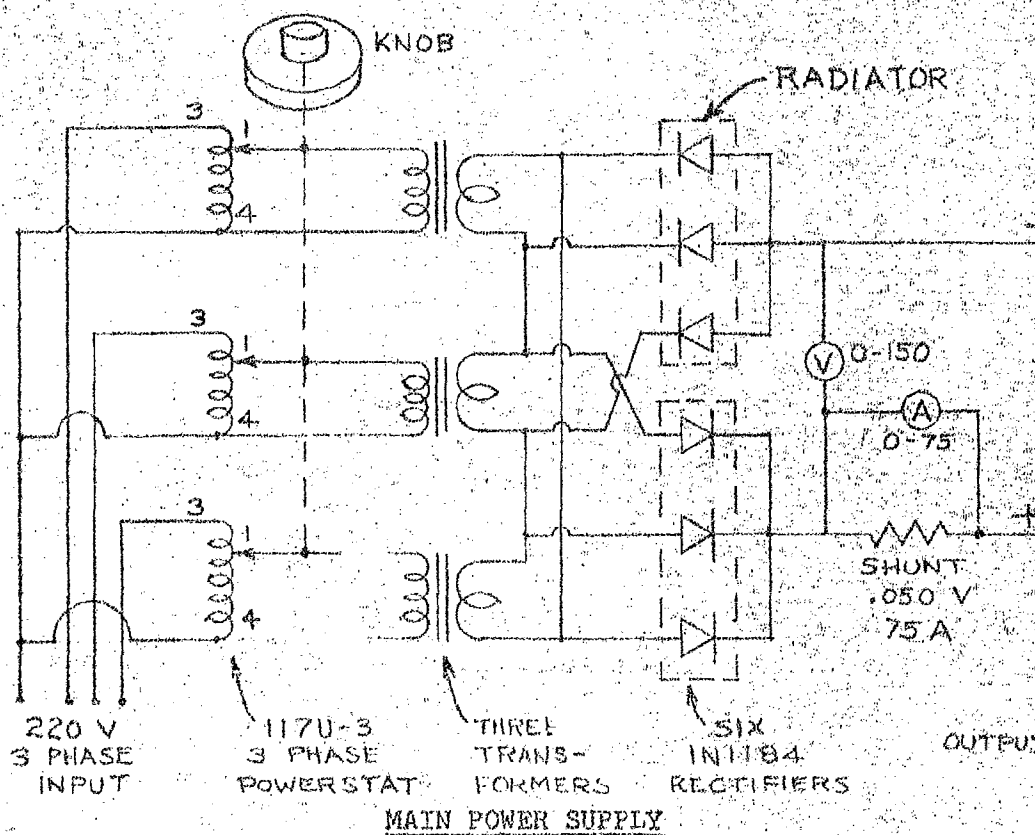 KNOB
RADIATOR
3
1
4
3
1
4
3
1
4
V
0-150
A
0-75
+
SHUNT
.050 V
75 A
220 V
3 PHASE
INPUT
117U-3
3 PHASE
POWERSTAT
THREE
TRANS-
FORMERS
SIX
IN1184
RECTIFIERS
OUTPUT
MAIN POWER SUPPLY